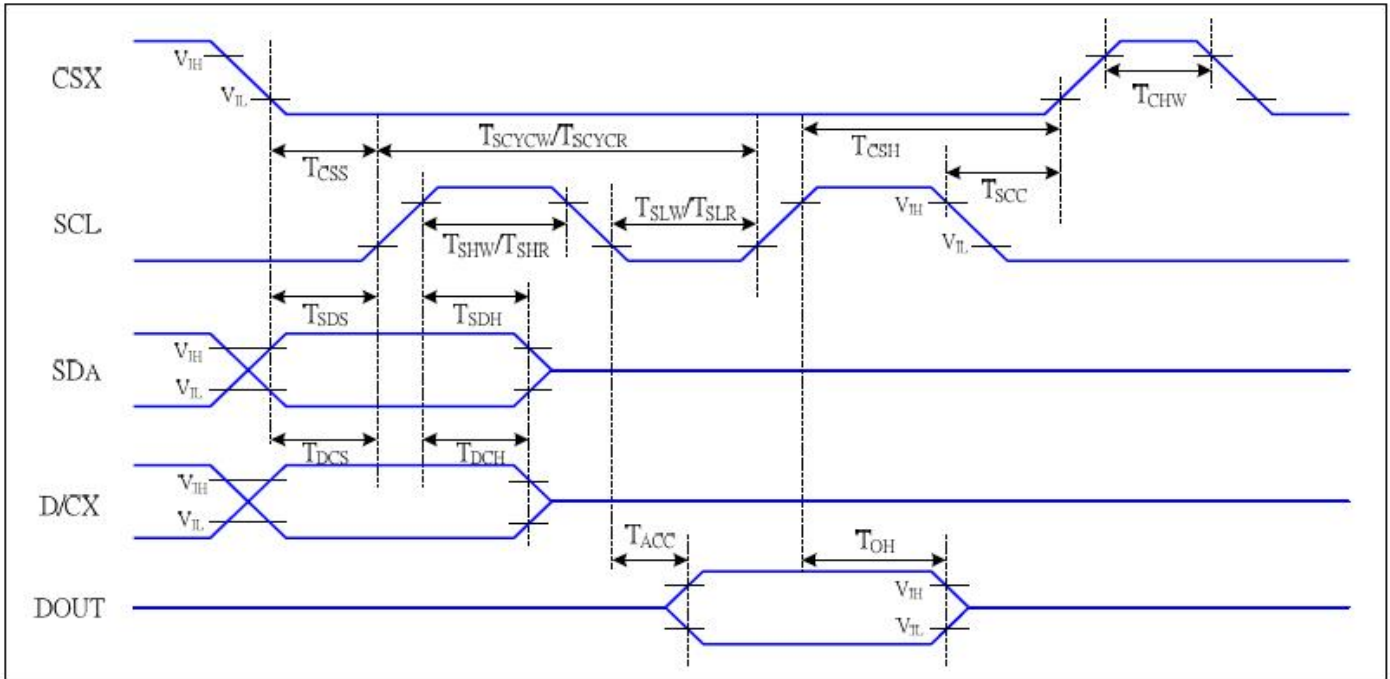 CSX
VIH
VIL
TCHW
TSCYCW/TSCYCR
TCSS
TCSH
TSCC
SCL
TSLW/TSLR
TSHW/TSHR
VIH
VIL
TSDS
TSDH
SDA
VIH
VIL
TDCS
TDCH
D/CX
VIH
VIL
TACC
TOH
DOUT
VIH
VIL